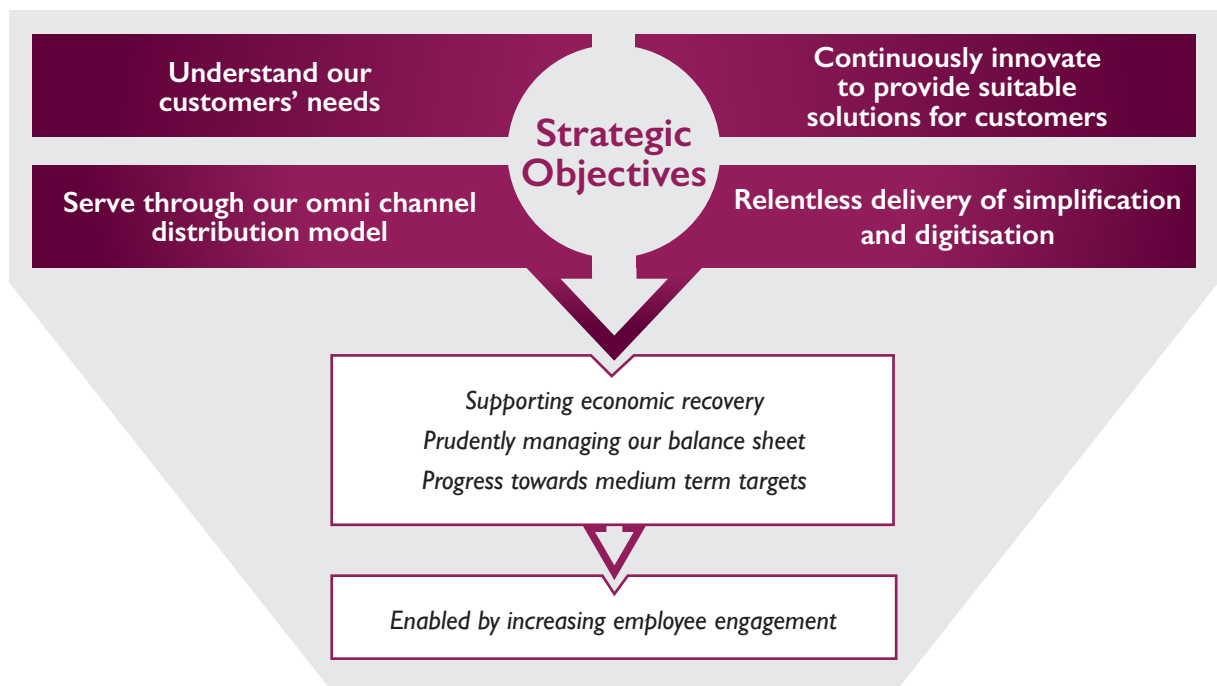 Understand our
customers’ needs
Continuously innovate
to provide suitable
solutions for customers
Strategic
Objectives
Serve through our omni channel
distribution model
Relentless delivery of simplification
and digitisation
Supporting economic recovery
Prudently managing our balance sheet
Progress towards medium term targets
Enabled by increasing employee engagement